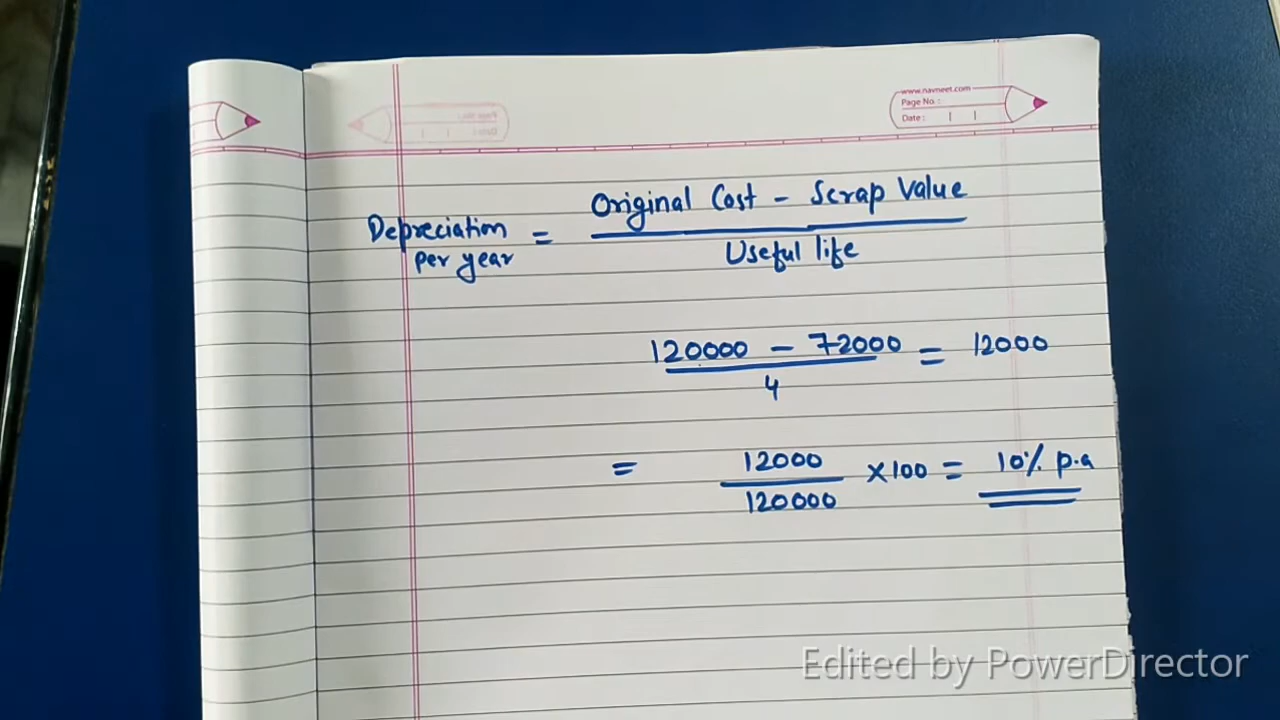 www.navneet.com
Page No. :
Date :
Original Cost - Scrap Value
Depreciation per year =
Useful life
120000 - 72000 = 12000
4
= 12000 × 100 = 10% p.a
120000
Edited by PowerDirector